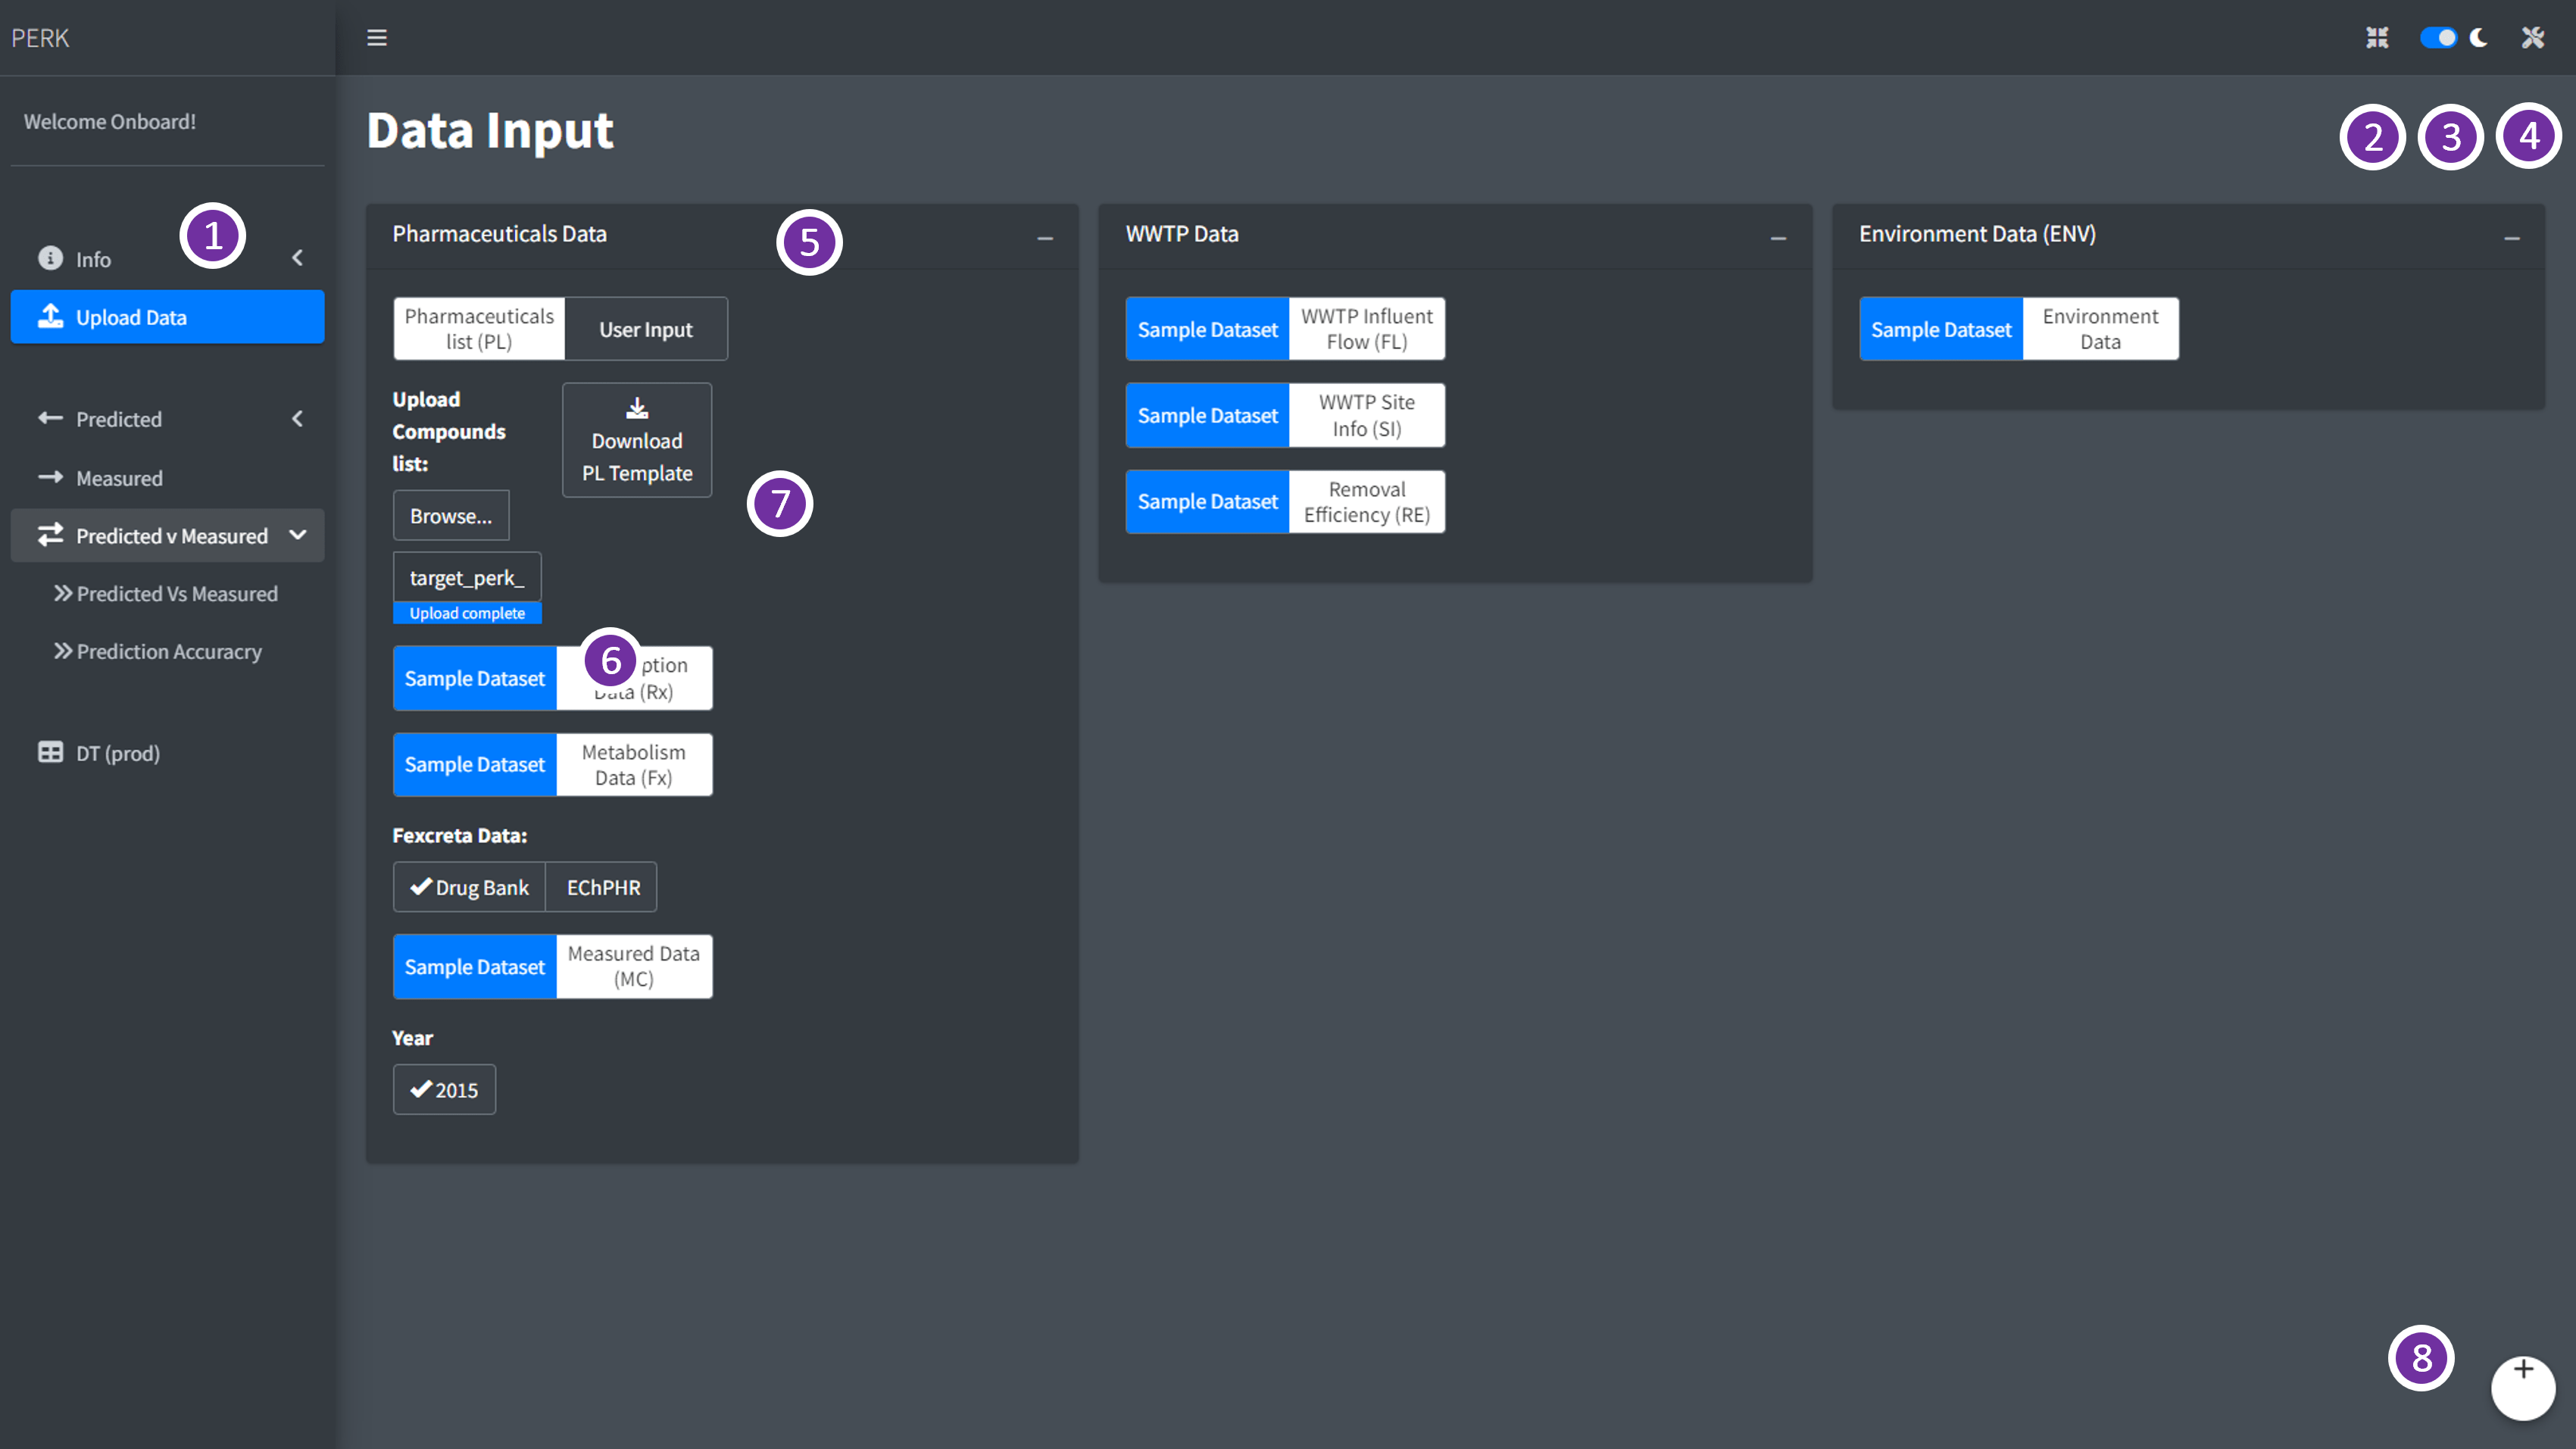 PERK
Welcome Onboard!
1
Info
Upload Data
Predicted
Measured
Predicted v Measured
Predicted Vs Measured
Prediction Accuracry
DT (prod)
Data Input
2
3
4
Pharmaceuticals Data
5
Pharmaceuticals
list (PL)
User Input
Upload
Compounds
list:
Download
PL Template
7
Browse...
target_perk_
Upload complete
6
Sample Dataset
Data (Rx)
Sample Dataset
Metabolism
Data (Fx)
Fexcreta Data:
Drug Bank
EChPHR
Sample Dataset
Measured Data
(MC)
Year
2015
WWTP Data
Sample Dataset
WWTP Influent
Flow (FL)
Sample Dataset
WWTP Site
Info (SI)
Sample Dataset
Removal
Efficiency (RE)
Environment Data (ENV)
Sample Dataset
Environment
Data
8